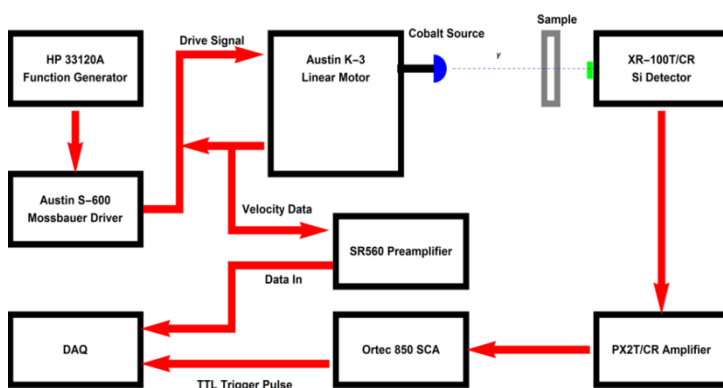 Sample
Drive Signal
Cobalt Source
HP 33120A
Function Generator
Austin K-3
Linear Motor
γ
XR-100T/CR
Si Detector
Austin S-600
Mossbauer Driver
Velocity Data
SR560 Preamplifier
Data In
DAQ
Ortec 850 SCA
PX2T/CR Amplifier
TTL Trigger Pulse